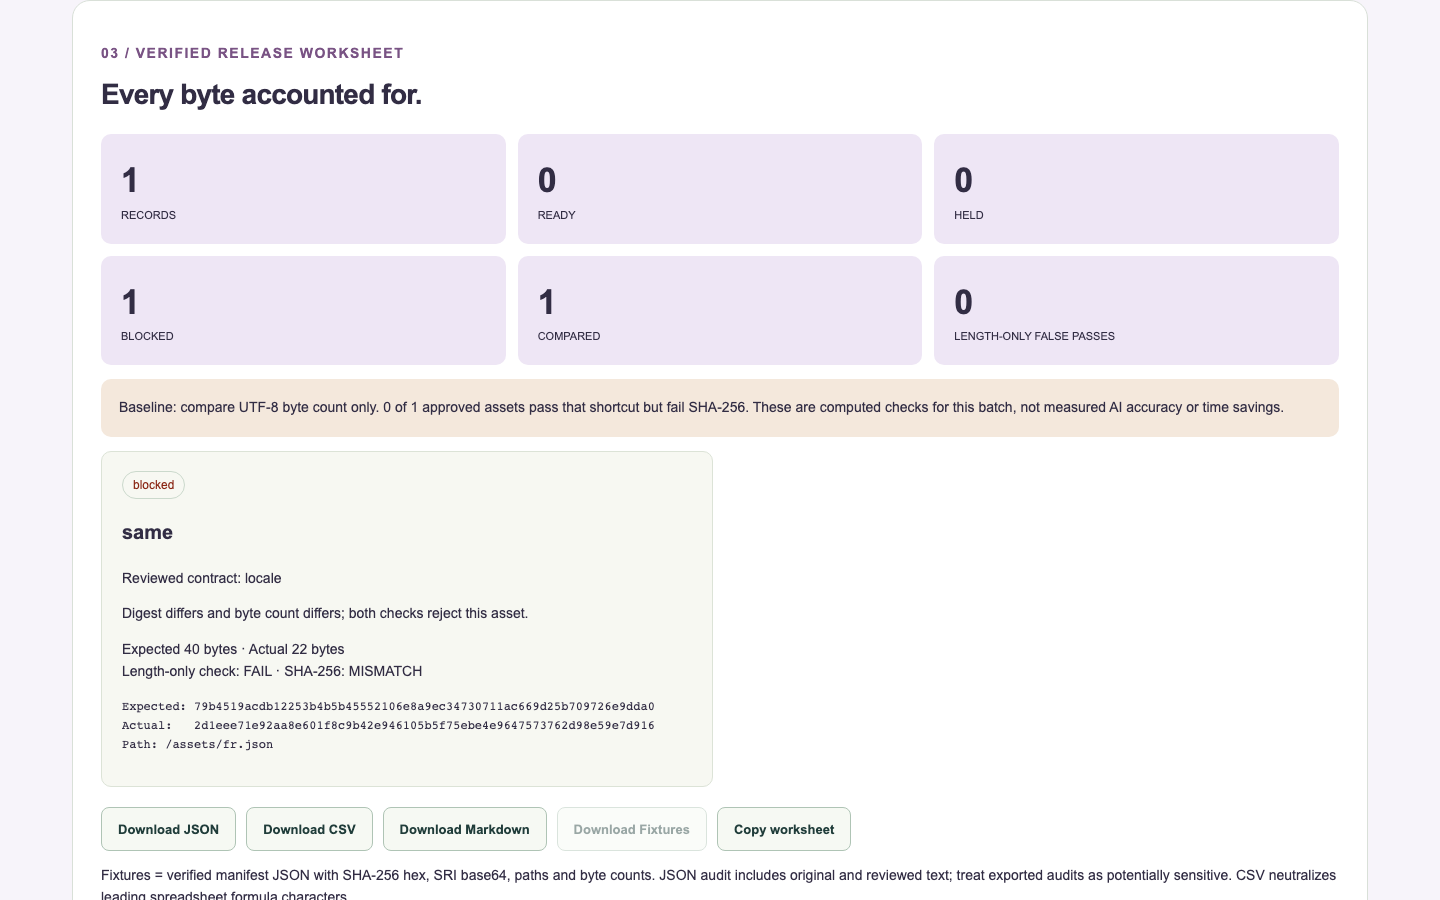 03 / VERIFIED RELEASE WORKSHEET
Every byte accounted for.
1
RECORDS
0
READY
0
HELD
1
BLOCKED
1
COMPARED
0
LENGTH-ONLY FALSE PASSES
Baseline: compare UTF-8 byte count only. 0 of 1 approved assets pass that shortcut but fail SHA-256. These are computed checks for this batch, not measured AI accuracy or time savings.
blocked
same
Reviewed contract: locale
Digest differs and byte count differs; both checks reject this asset.
Expected 40 bytes · Actual 22 bytes
Length-only check: FAIL · SHA-256: MISMATCH
Expected: 79b4519acdb12253b4b5b45552106e8a9ec34730711ac669d25b709726e9dda0
Actual: 2d1eee71e92aa8e601f8c9b42e946105b5f75ebe4e9647573762d98e59e7d916
Path: /assets/fr.json
Download JSON
Download CSV
Download Markdown
Download Fixtures
Copy worksheet
Fixtures = verified manifest JSON with SHA-256 hex, SRI base64, paths and byte counts. JSON audit includes original and reviewed text; treat exported audits as potentially sensitive. CSV neutralizes
leading spreadsheet formula characters.